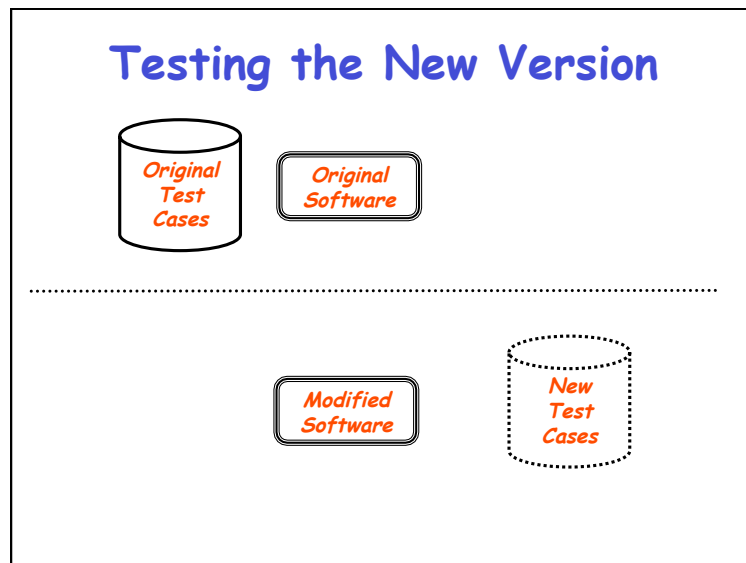 Testing the New Version
Original
Test
Cases
Original
Software
Modified
Software
New
Test
Cases